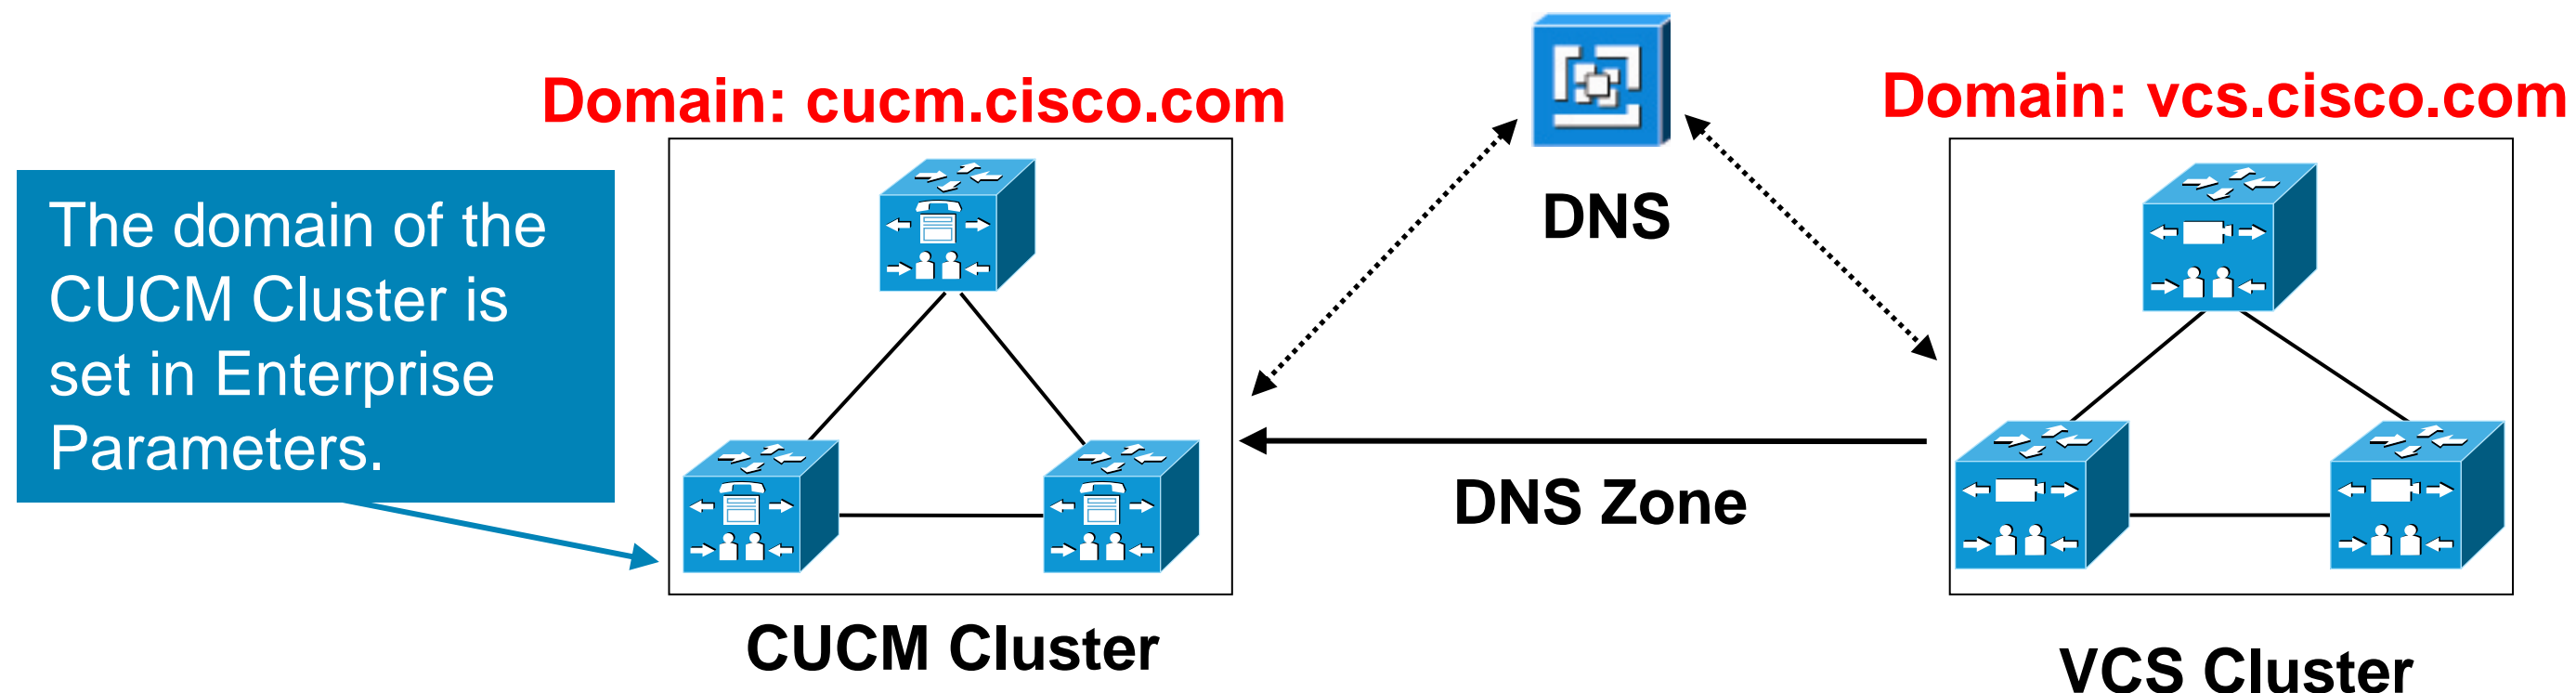 Domain: cucm.cisco.com
Domain: vcs.cisco.com
The domain of the
CUCM Cluster is
set in Enterprise
Parameters.
DNS
DNS Zone
CUCM Cluster
VCS Cluster